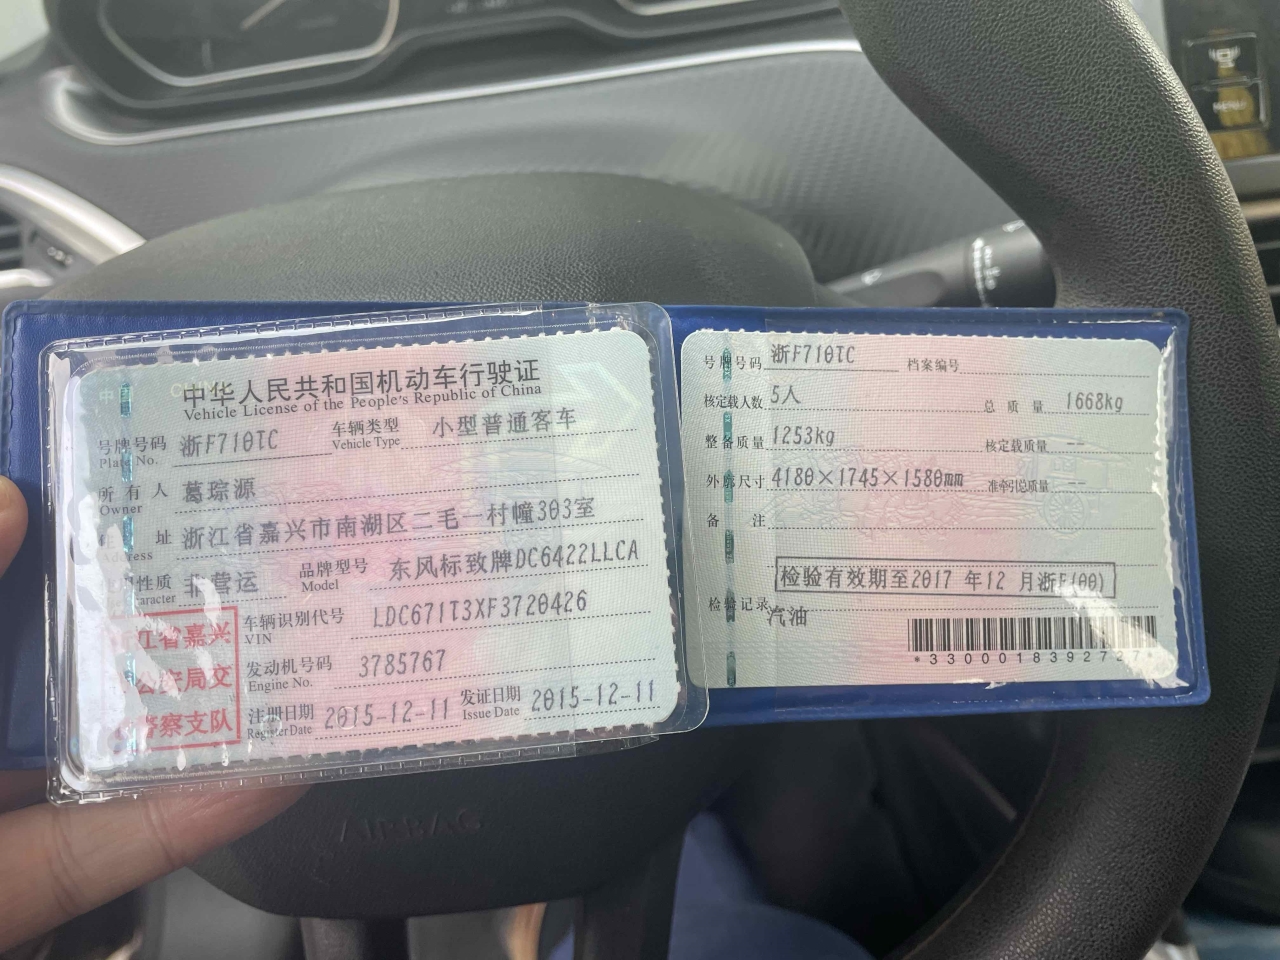 中华人民共和国机动车行驶证
Vehicle License of the People's Republic of China
号牌号码 浙F710TC 车辆类型 小型普通客车
Plate No. Vehicle Type
所有人 葛琮源
Owner
址 浙江省嘉兴市南湖区二毛一村幢303室
性质 非营运 品牌型号 东风标致牌DC6422LLCA
Model
车辆识别代号 LDC671T3XF3720426
VIN
发动机号码 3785767
Engine No.
注册日期 2015-12-11 发证日期 2015-12-11
Register Date Issue Date
江省嘉兴
公安局交
警察支队
号牌号码 浙F710TC 档案编号
核定载人数 5人 总质量 1668kg
整备质量 1253kg 核定载质量 --
外廓尺寸 4180×1745×1580mm 准牵引总质量 --
备注
检验有效期至2017年12月浙F(00)
检验记录
汽油
AIRBAG
MENU